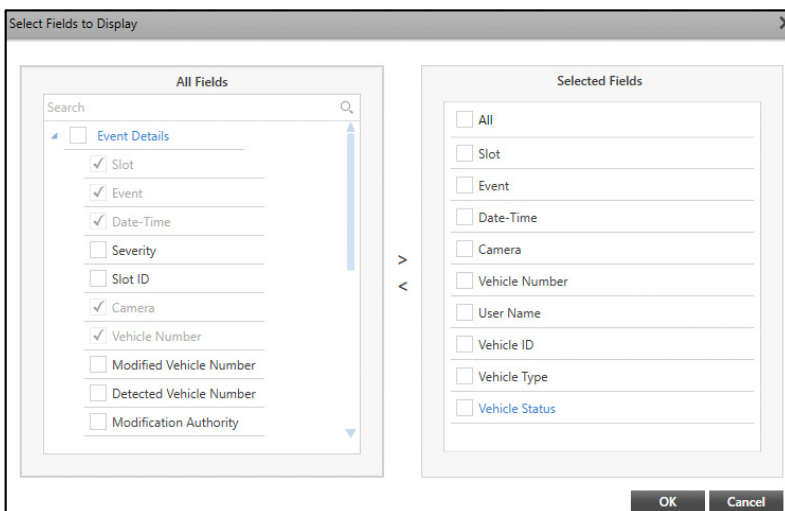 Select Fields to Display
All Fields
Search
Event Details
Slot
Event
Date-Time
Severity
Slot ID
Camera
Vehicle Number
Modified Vehicle Number
Detected Vehicle Number
Modification Authority
>
<
Selected Fields
All
Slot
Event
Date-Time
Camera
Vehicle Number
User Name
Vehicle ID
Vehicle Type
Vehicle Status
OK
Cancel